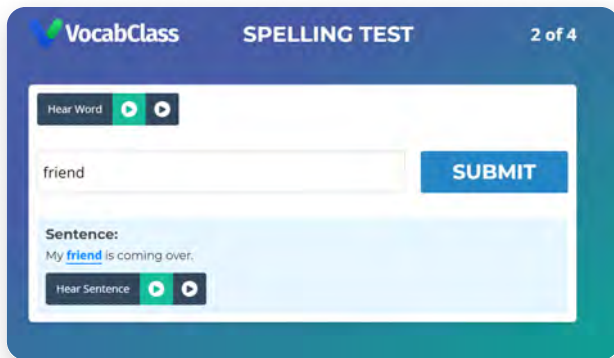 VocabClass SPELLING TEST 2 of 4
Hear Word
friend SUBMIT
Sentence:
My friend is coming over.
Hear Sentence